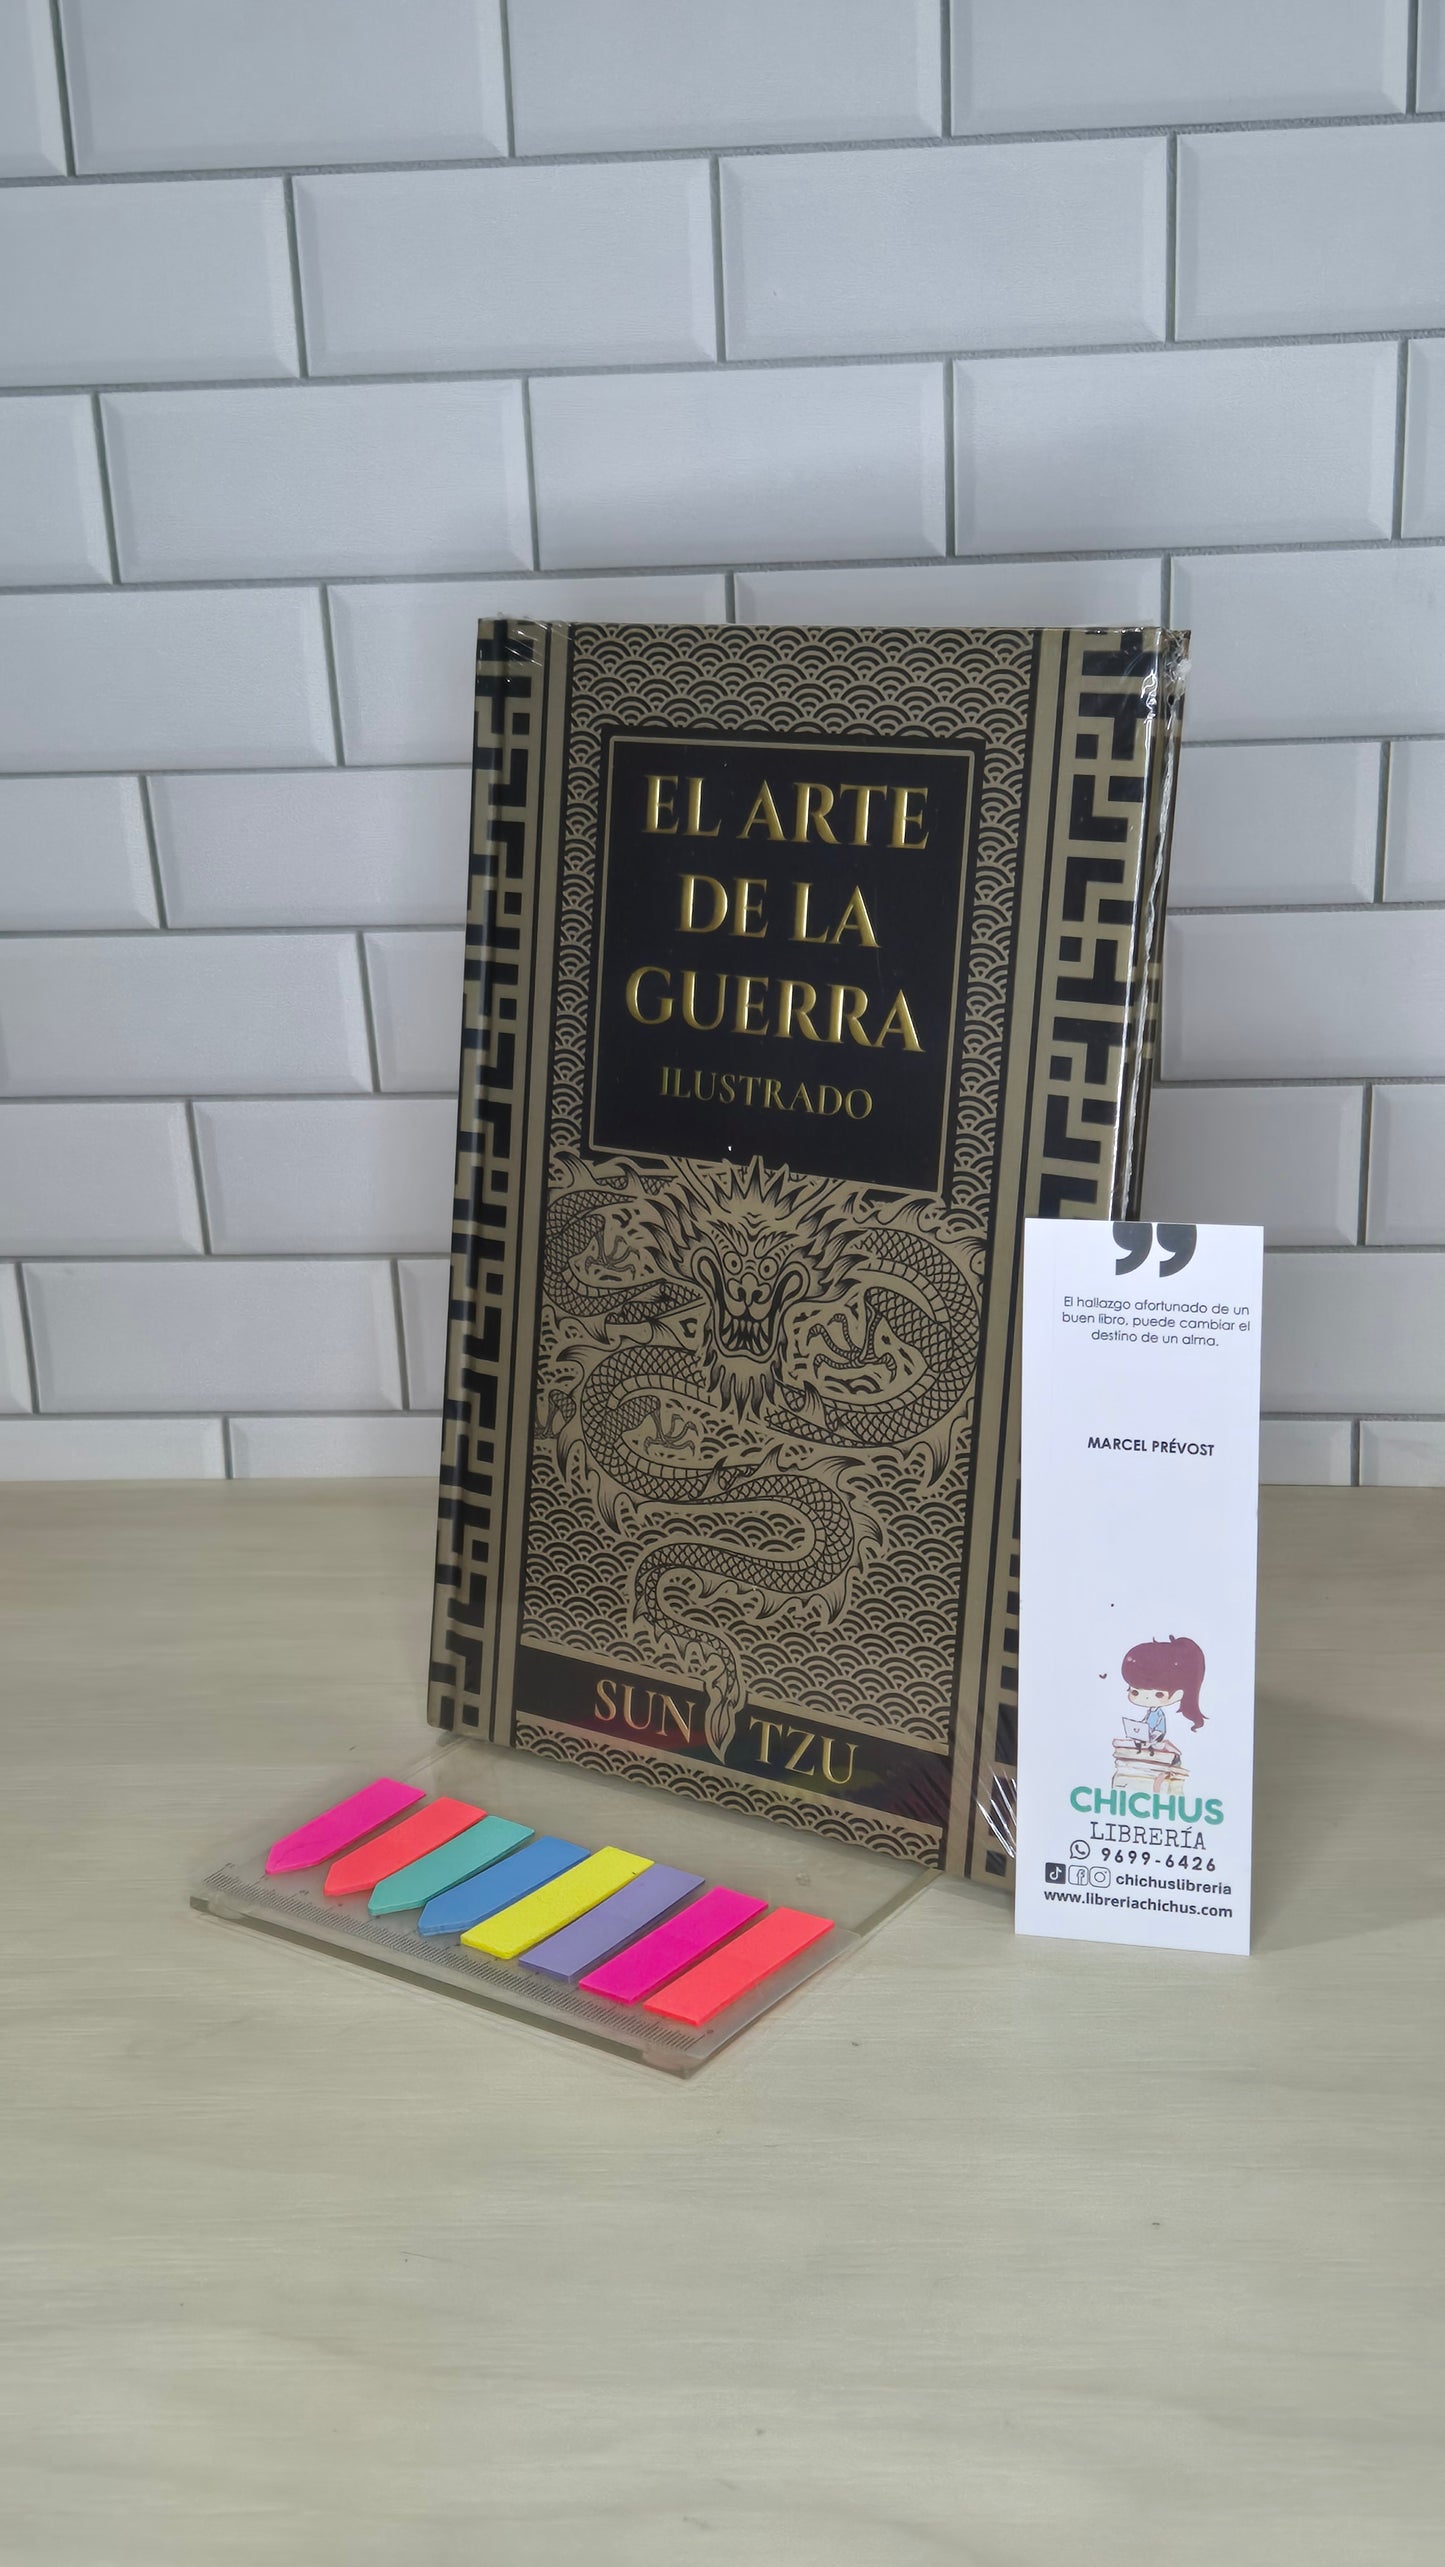 EL ARTE
DE LA
GUERRA
ILUSTRADO
SUN TZU
”
El hallazgo afortunado de un
buen libro, puede cambiar el
destino de un alma.
MARCEL PRÉVOST
CHICHUS
LIBRERÍA
9699-6426
chichuslibreria
www.libreriachichus.com